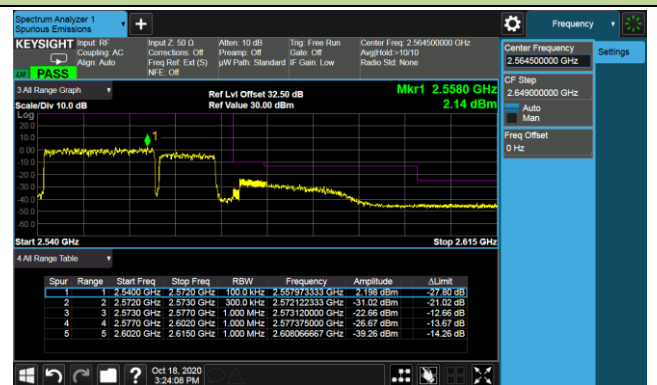 Spectrum Analyzer 1
Spurious Emissions
Frequency
KEYSIGHT
Input: RF
Coupling: AC
Align: Auto
Input Z: 50 Ω
Corrections: Off
Freq Ref: Ext (S)
NFE: Off
Atten: 10 dB
Preamp: Off
µW Path: Standard
Trig: Free Run
Gate: Off
IF Gain: Low
Center Freq: 2.564500000 GHz
Avg|Hold:>10/10
Radio Std: None
PASS
Center Frequency
2.564500000 GHz
Settings
CF Step
2.649000000 GHz
Auto
Man
Freq Offset
0 Hz
3 All Range Graph
Scale/Div 10.0 dB
Ref Lvl Offset 32.50 dB
Ref Value 30.00 dBm
Mkr1 2.5580 GHz
2.14 dBm
Log
20.0
10.0
0.00
-10.0
-20.0
-30.0
-40.0
-50.0
-60.0
1
Start 2.540 GHz
Stop 2.615 GHz
4 All Range Table
Spur Range Start Freq Stop Freq RBW Frequency Amplitude ΔLimit
1 1 2.5400 GHz 2.5720 GHz 100.0 kHz 2.557973333 GHz 2.198 dBm -27.80 dB
2 2 2.5720 GHz 2.5730 GHz 300.0 kHz 2.572122333 GHz -31.02 dBm -21.02 dB
3 3 2.5730 GHz 2.5770 GHz 1.000 MHz 2.573120000 GHz -22.66 dBm -12.66 dB
4 4 2.5770 GHz 2.6020 GHz 1.000 MHz 2.577375000 GHz -26.67 dBm -13.67 dB
5 5 2.6020 GHz 2.6150 GHz 1.000 MHz 2.608066667 GHz -39.26 dBm -14.26 dB
Oct 18, 2020
3:24:08 PM